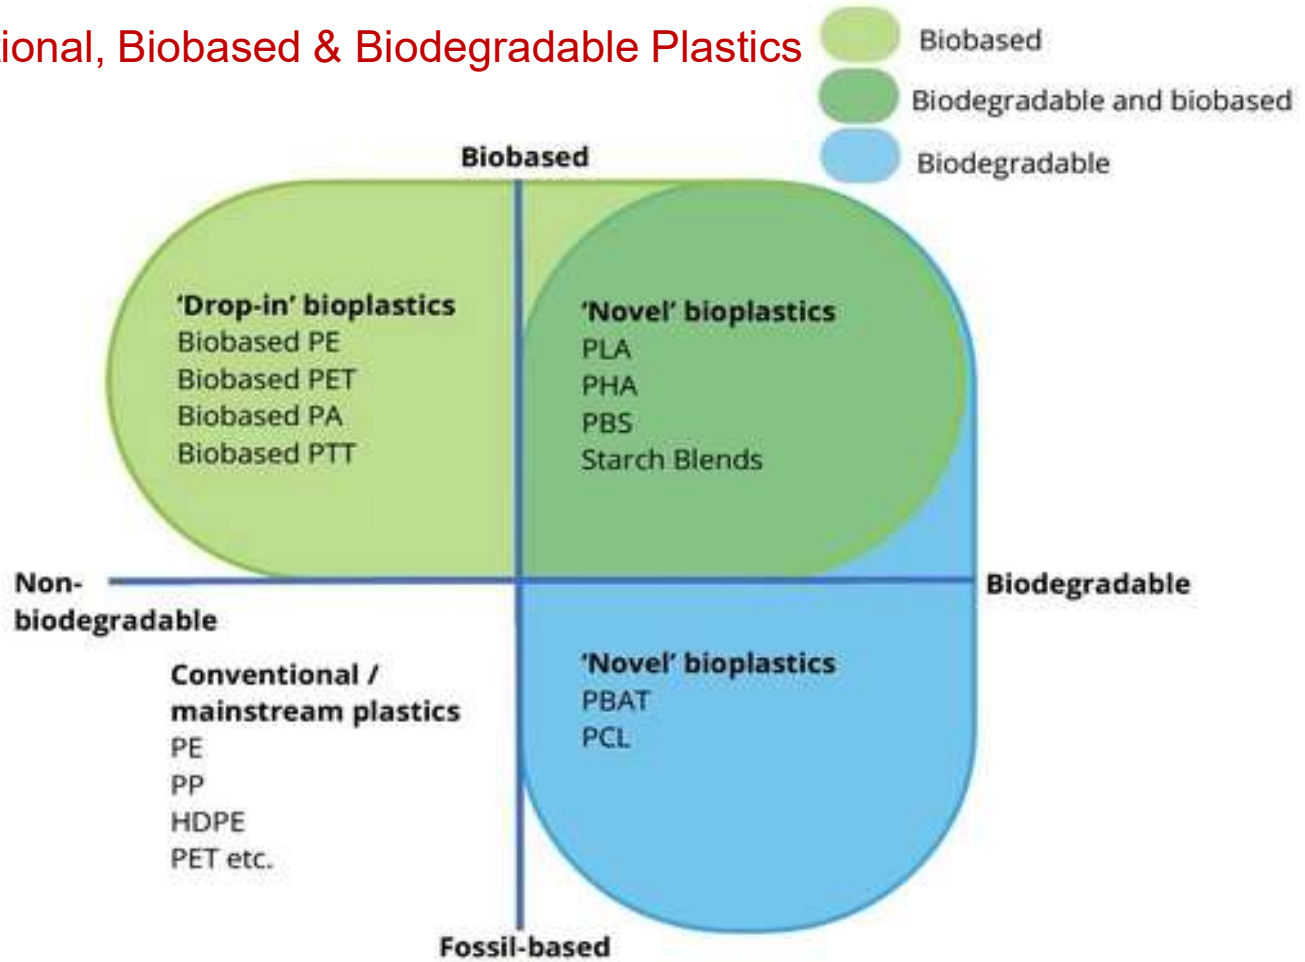 tional, Biobased & Biodegradable Plastics
Biobased
Biodegradable and biobased
Biodegradable
Biobased
'Drop-in' bioplastics
Biobased PE
Biobased PET
Biobased PA
Biobased PTT
'Novel' bioplastics
PLA
PHA
PBS
Starch Blends
Non-
biodegradable
Biodegradable
Conventional /
mainstream plastics
PE
PP
HDPE
PET etc.
'Novel' bioplastics
PBAT
PCL
Fossil-based